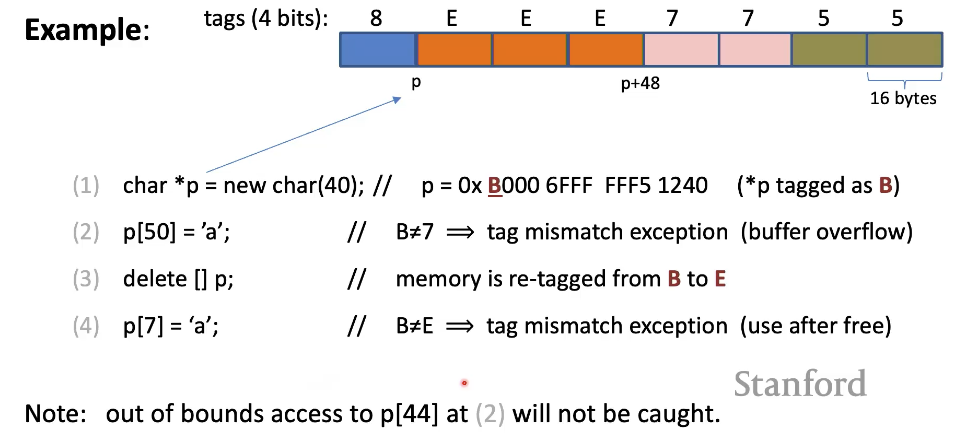 Example:
tags (4 bits): 8 E E E 7 7 5 5
p p+48 16 bytes
(1) char *p = new char(40); // p = 0x B000 6FFF FFF5 1240 (*p tagged as B)
(2) p[50] = ’a’; // B≠7 ⟹ tag mismatch exception (buffer overflow)
(3) delete [] p; // memory is re-tagged from B to E
(4) p[7] = ‘a’; // B≠E ⟹ tag mismatch exception (use after free)
Stanford
Note: out of bounds access to p[44] at (2) will not be caught.